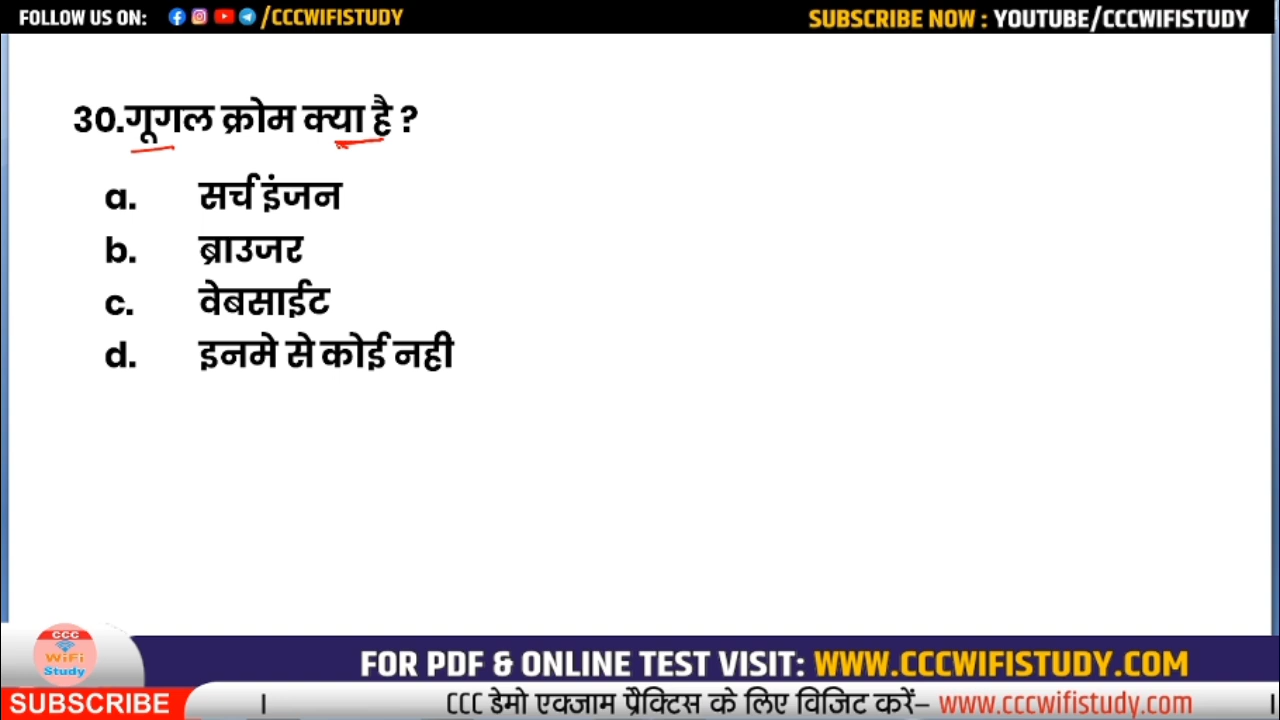 FOLLOW US ON: /CCCWIFISTUDY
SUBSCRIBE NOW : YOUTUBE/CCCWIFISTUDY
30.गूगल क्रोम क्या है ?
a. सर्च इंजन
b. ब्राउजर
c. वेबसाईट
d. इनमे से कोई नही
CCC
WiFi
Study
FOR PDF & ONLINE TEST VISIT: WWW.CCCWIFISTUDY.COM
SUBSCRIBE
| CCC डेमो एक्जाम प्रैक्टिस के लिए विजिट करें– www.cccwifistudy.com |